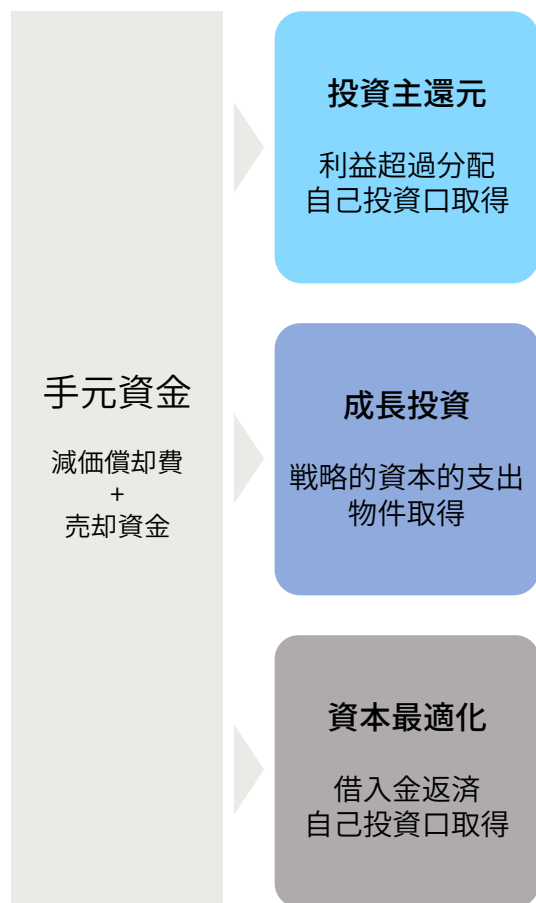 手元資金
減価償却費
+
売却資金
投資主還元
利益超過分配
自己投資口取得
成長投資
戦略的資本的支出
物件取得
資本最適化
借入金返済
自己投資口取得